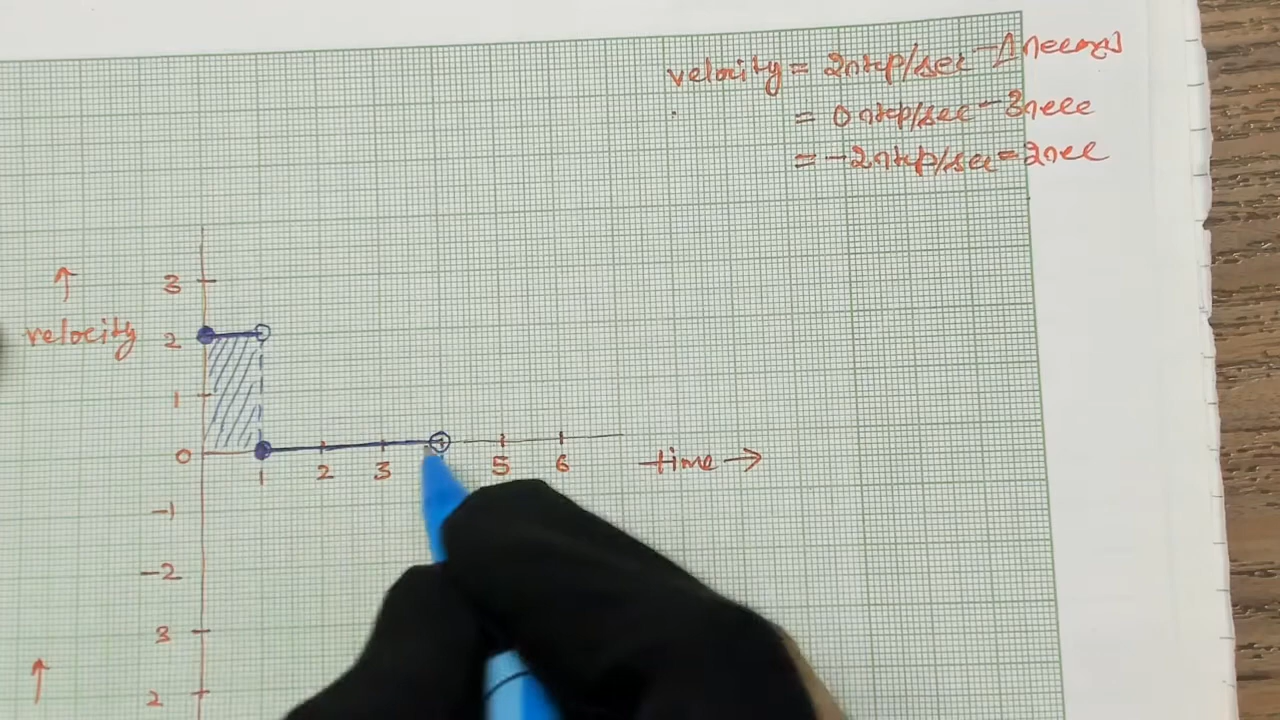 velocity = 2 step/sec - 1 second
= 0 step/sec - 3 sec
= -2 step/sec = 2 sec
↑
3
velocity 2
1
0
1 2 3 5 6 time →
-1
-2
3
↑
2